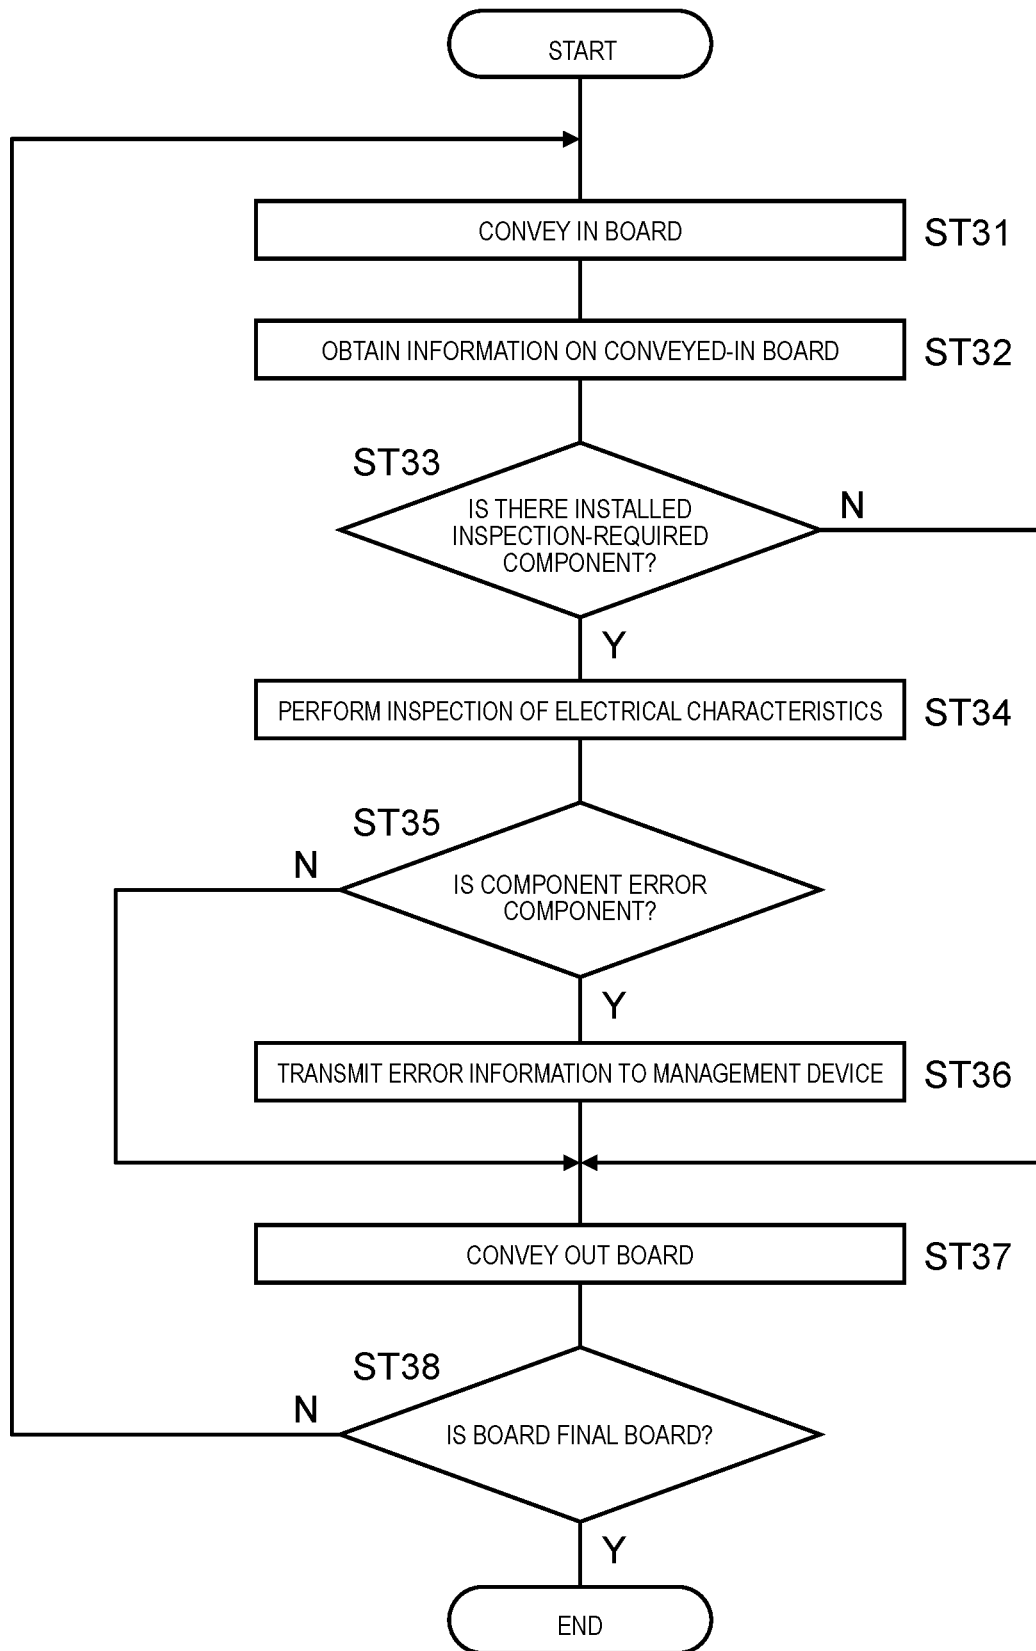 START
CONVEY IN BOARD
ST31
OBTAIN INFORMATION ON CONVEYED-IN BOARD
ST32
ST33
IS THERE INSTALLED
INSPECTION-REQUIRED
COMPONENT?
N
Y
PERFORM INSPECTION OF ELECTRICAL CHARACTERISTICS
ST34
ST35
N
IS COMPONENT ERROR
COMPONENT?
Y
TRANSMIT ERROR INFORMATION TO MANAGEMENT DEVICE
ST36
CONVEY OUT BOARD
ST37
ST38
N
IS BOARD FINAL BOARD?
Y
END